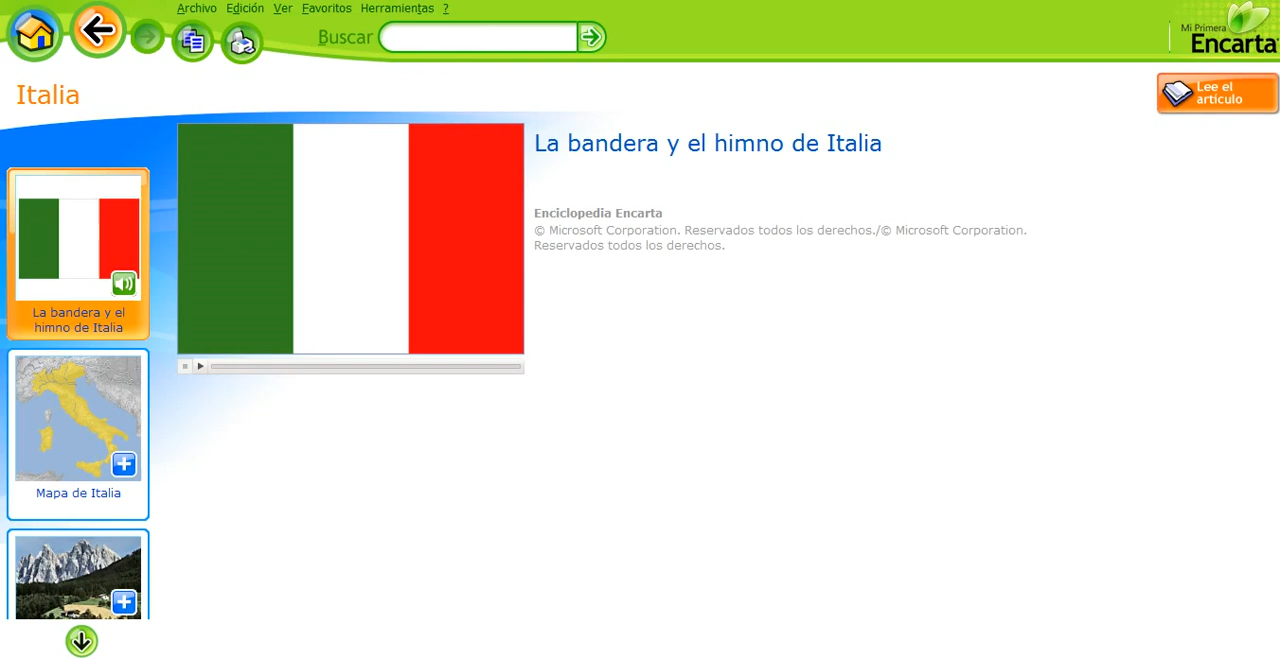 Archivo Edición Ver Favoritos Herramientas ?
Buscar
Mi Primera
Encarta
Italia
Lee el
artículo
La bandera y el himno de Italia
Enciclopedia Encarta
© Microsoft Corporation. Reservados todos los derechos./© Microsoft Corporation.
Reservados todos los derechos.
La bandera y el
himno de Italia
Mapa de Italia